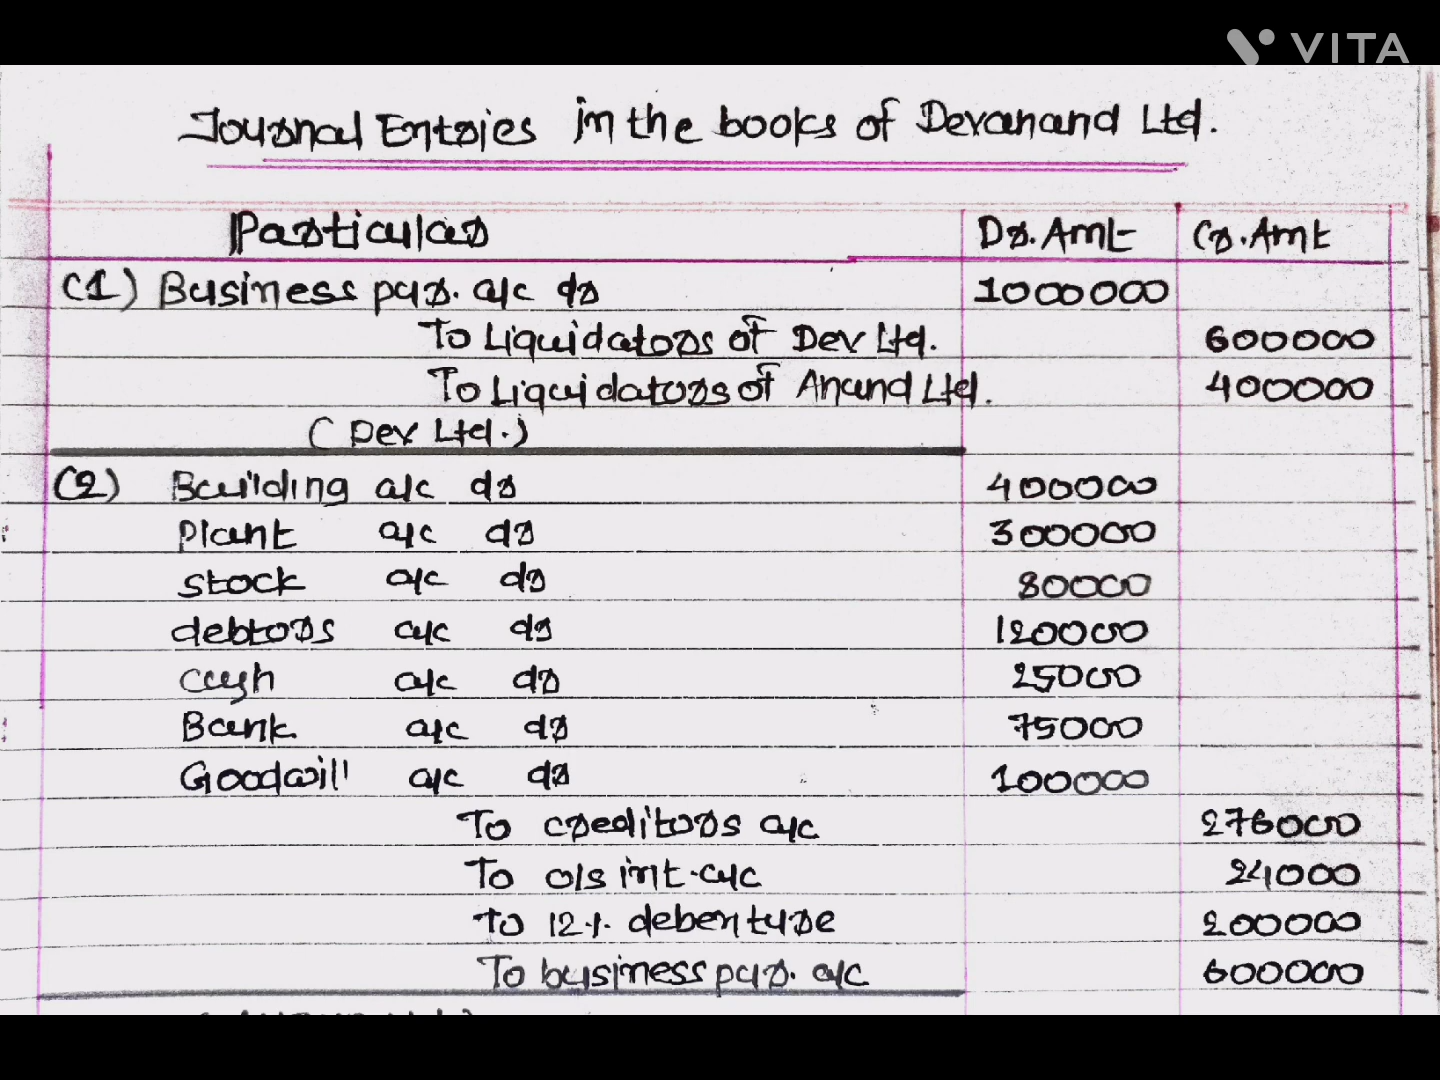 VITA
Journal Entries in the books of Devanand Ltd.
Particulars Dr. Amt Cr. Amt
(1) Business pur. a/c dr 1000000
To Liquidators of Dev Ltd. 600000
To Liquidators of Anand Ltd. 400000
(Dev Ltd.)
(2) Building a/c dr 400000
Plant a/c dr 300000
stock a/c dr 80000
debtors a/c dr 120000
cash a/c dr 25000
Bank a/c dr 75000
Goodwill a/c dr 100000
To creditors a/c 276000
To o/s int. a/c 24000
To 12% debenture 200000
To business pur. a/c 600000